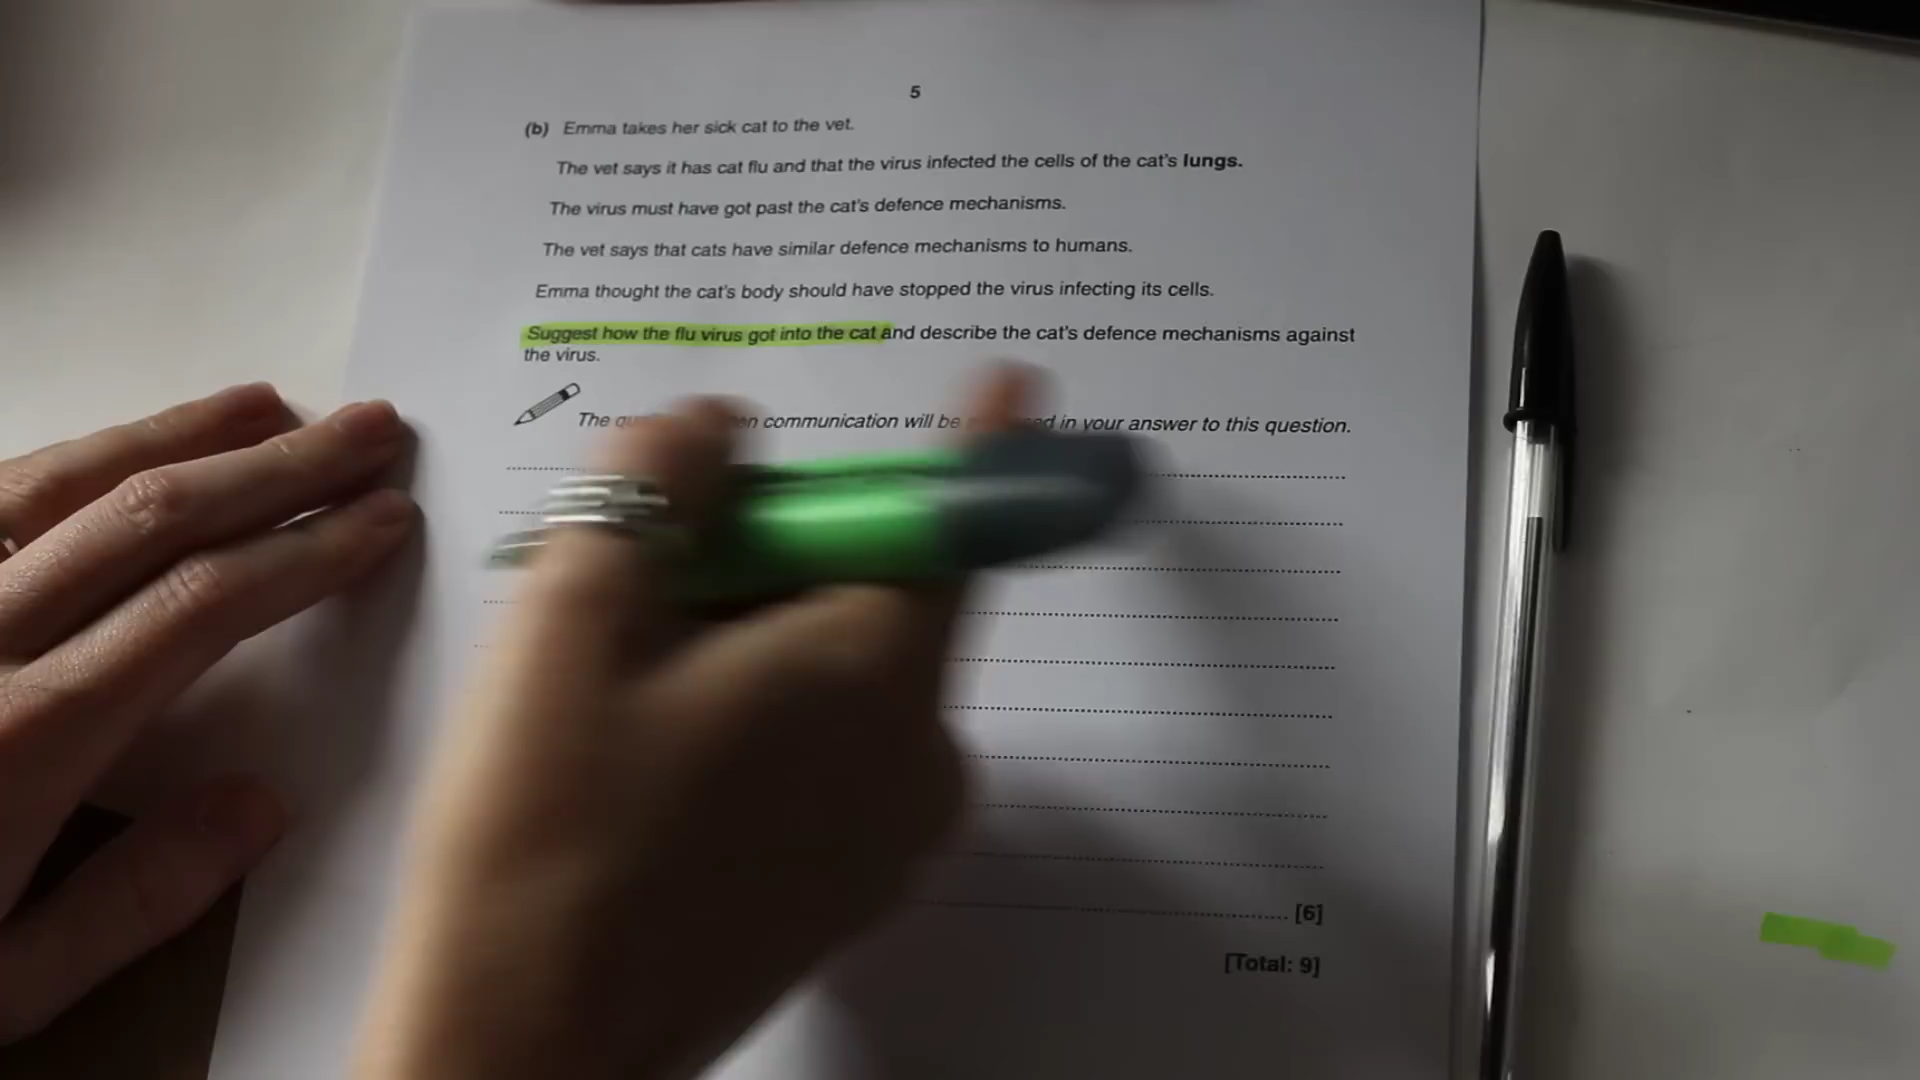 5
(b) Emma takes her sick cat to the vet.
The vet says it has cat flu and that the virus infected the cells of the cat's lungs.
The virus must have got past the cat's defence mechanisms.
The vet says that cats have similar defence mechanisms to humans.
Emma thought the cat's body should have stopped the virus infecting its cells.
Suggest how the flu virus got into the cat and describe the cat's defence mechanisms against
the virus.
The communication will be in your answer to this question.
[6]
[Total: 9]